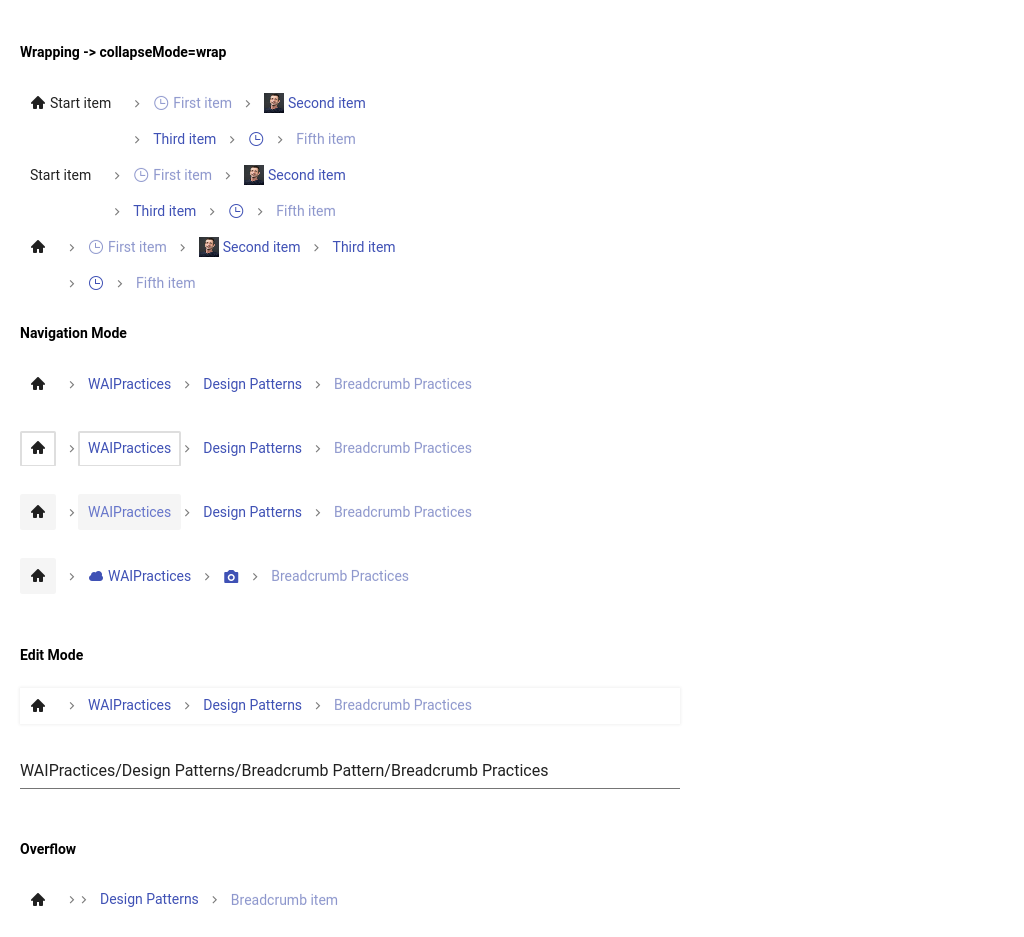 Wrapping -> collapseMode=wrap
Start item > First item > Second item
> Third item > > Fifth item
Start item > First item > Second item
> Third item > > Fifth item
> First item > Second item > Third item
> > Fifth item
Navigation Mode
> WAIPractices > Design Patterns > Breadcrumb Practices
> WAIPractices > Design Patterns > Breadcrumb Practices
> WAIPractices > Design Patterns > Breadcrumb Practices
> WAIPractices > > Breadcrumb Practices
Edit Mode
> WAIPractices > Design Patterns > Breadcrumb Practices
WAIPractices/Design Patterns/Breadcrumb Pattern/Breadcrumb Practices
Overflow
> > Design Patterns > Breadcrumb item